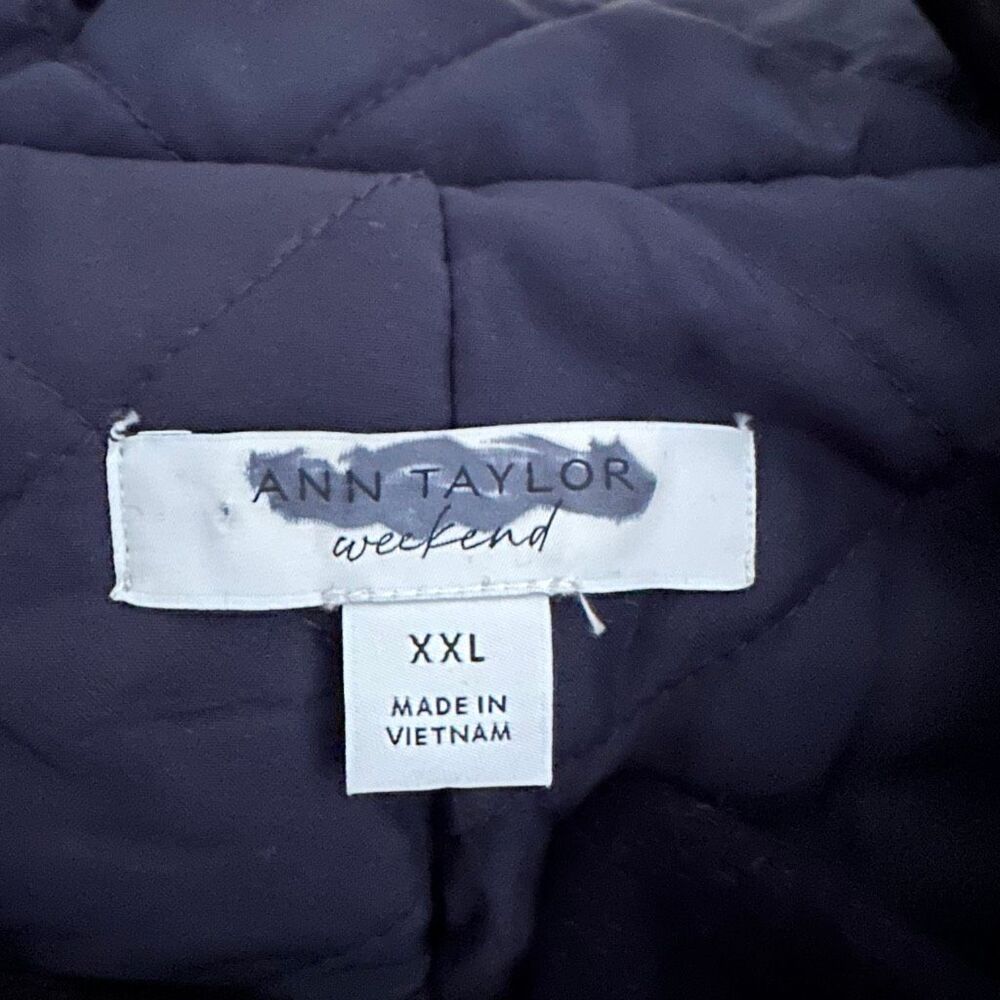 ANN TAYLOR
weekend
XXL
MADE IN
VIETNAM